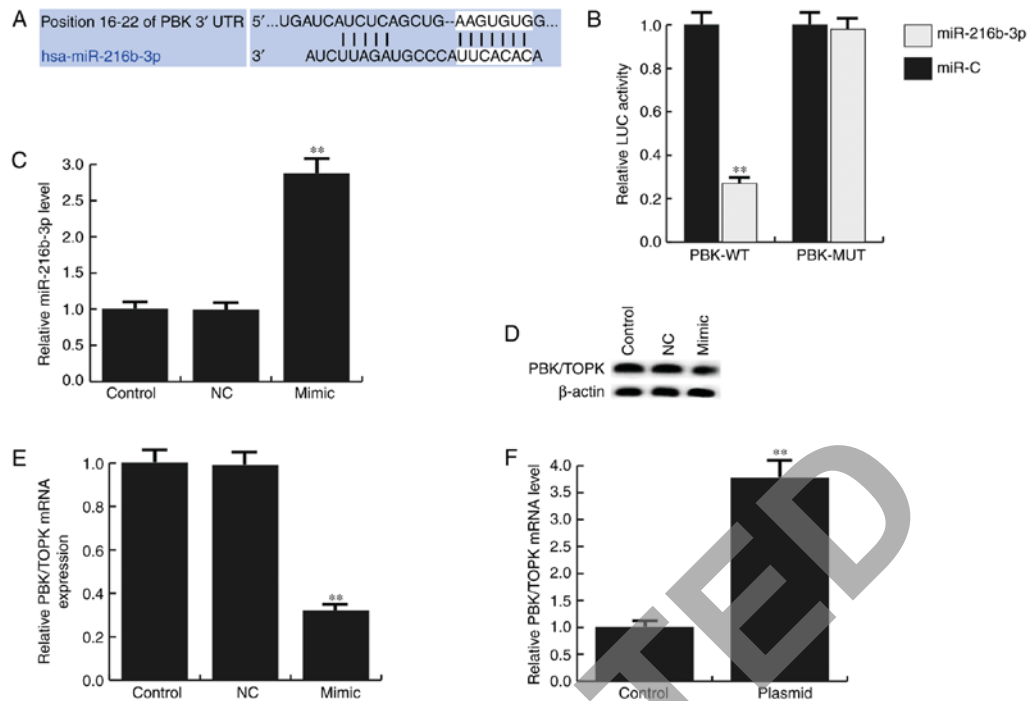 A
Position 16-22 of PBK 3′ UTR 5′...UGAUCAUCUCAGCUG--AAGUGUGG...
hsa-miR-216b-3p 3′ AUCUUAGAUGCCCAUUCACACA
B
Relative LUC activity
1.0
0.8
0.6
0.4
0.2
0.0
PBK-WT PBK-MUT
**
miR-216b-3p
miR-C
C
Relative miR-216b-3p level
3.0
2.5
2.0
1.5
1.0
0.5
0.0
**
Control NC Mimic
D
Control NC Mimic
PBK/TOPK
β-actin
E
Relative PBK/TOPK mRNA
expression
1.0
0.8
0.6
0.4
0.2
0.0
**
Control NC Mimic
F
Relative PBK/TOPK mRNA level
4.0
3.5
3.0
2.5
2.0
1.5
1.0
0.5
0.0
**
Control Plasmid
TED